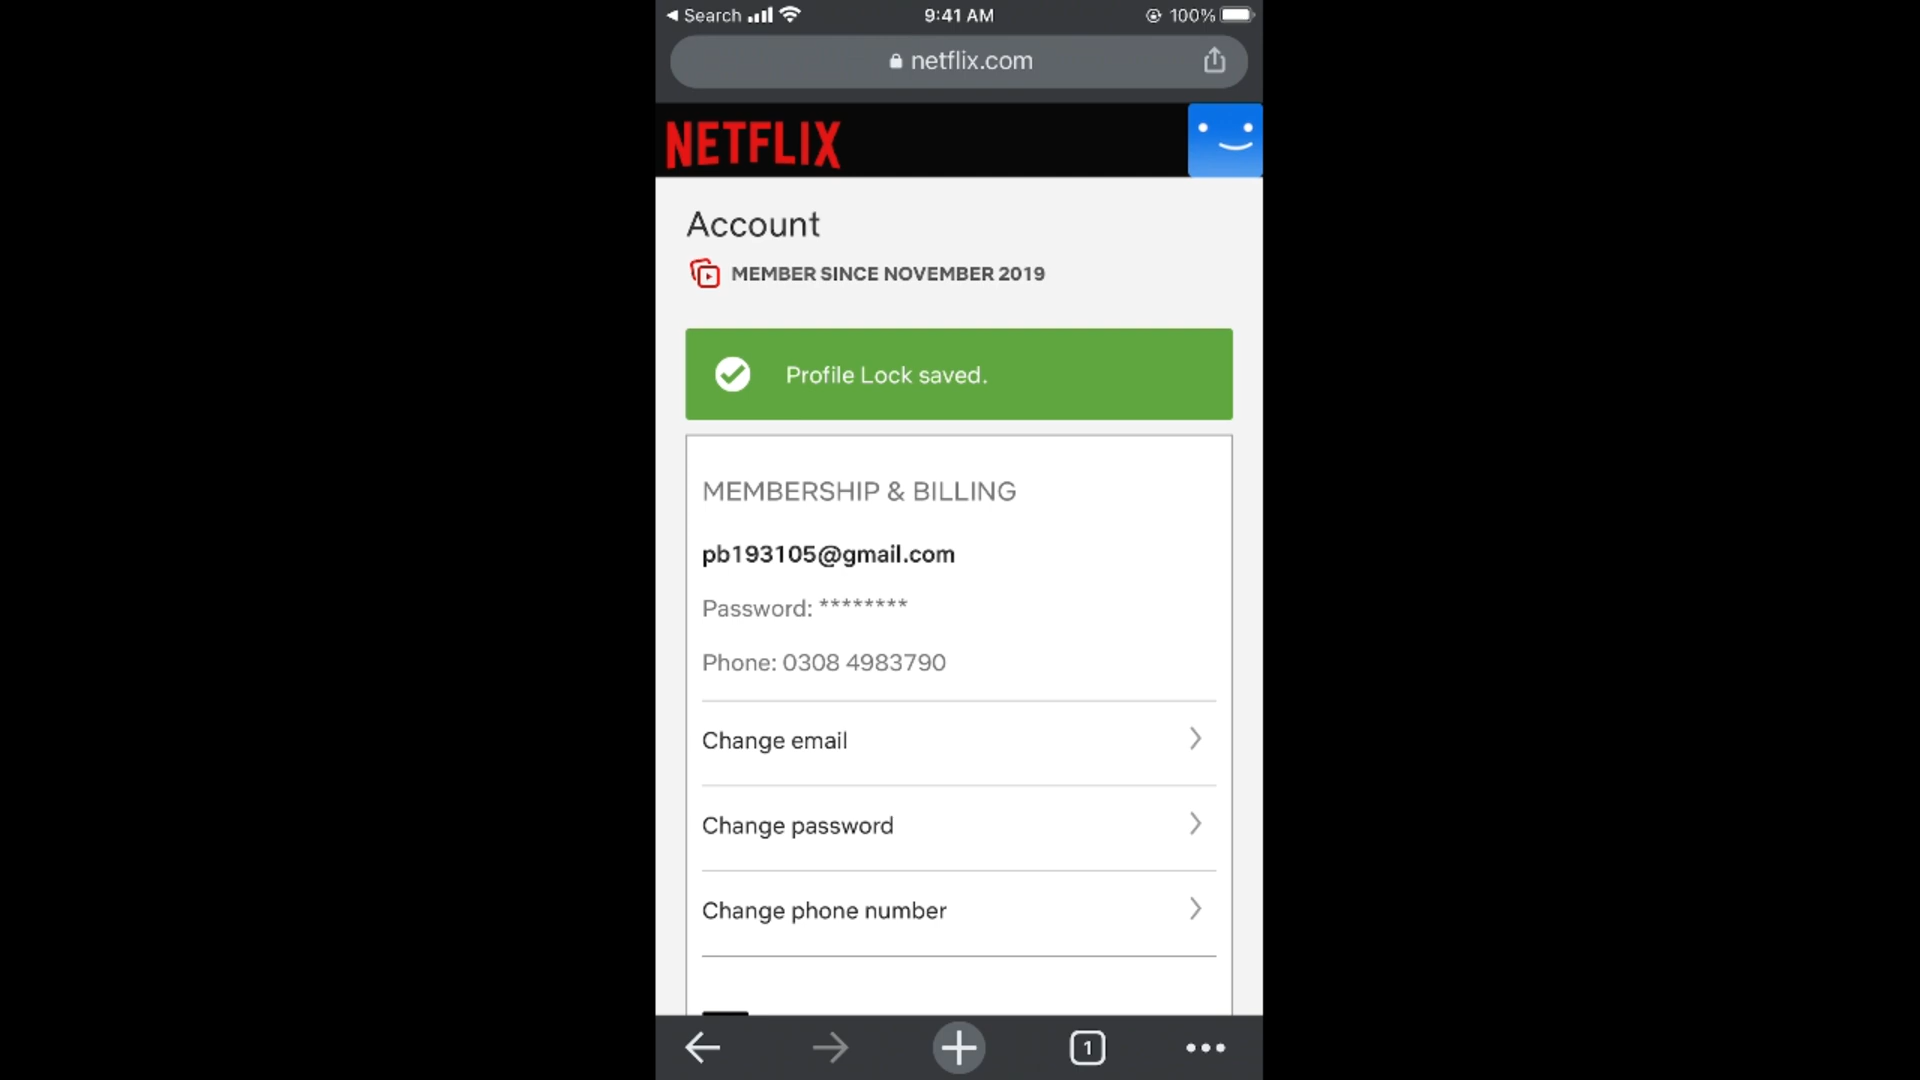 Search
9:41 AM
100%
netflix.com
NETFLIX
Account
MEMBER SINCE NOVEMBER 2019
Profile Lock saved.
MEMBERSHIP & BILLING
pb193105@gmail.com
Password: ********
Phone: 0308 4983790
Change email
Change password
Change phone number
1